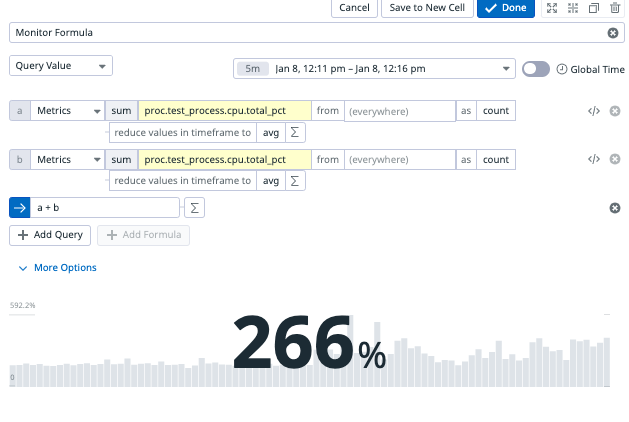 Cancel Save to New Cell Done
Monitor Formula
Query Value 5m Jan 8, 12:11 pm – Jan 8, 12:16 pm Global Time
a Metrics sum proc.test_process.cpu.total_pct from (everywhere) as count </>
reduce values in timeframe to avg Σ
b Metrics sum proc.test_process.cpu.total_pct from (everywhere) as count </>
reduce values in timeframe to avg Σ
a + b Σ
+ Add Query + Add Formula
More Options
592.2%
266%
0